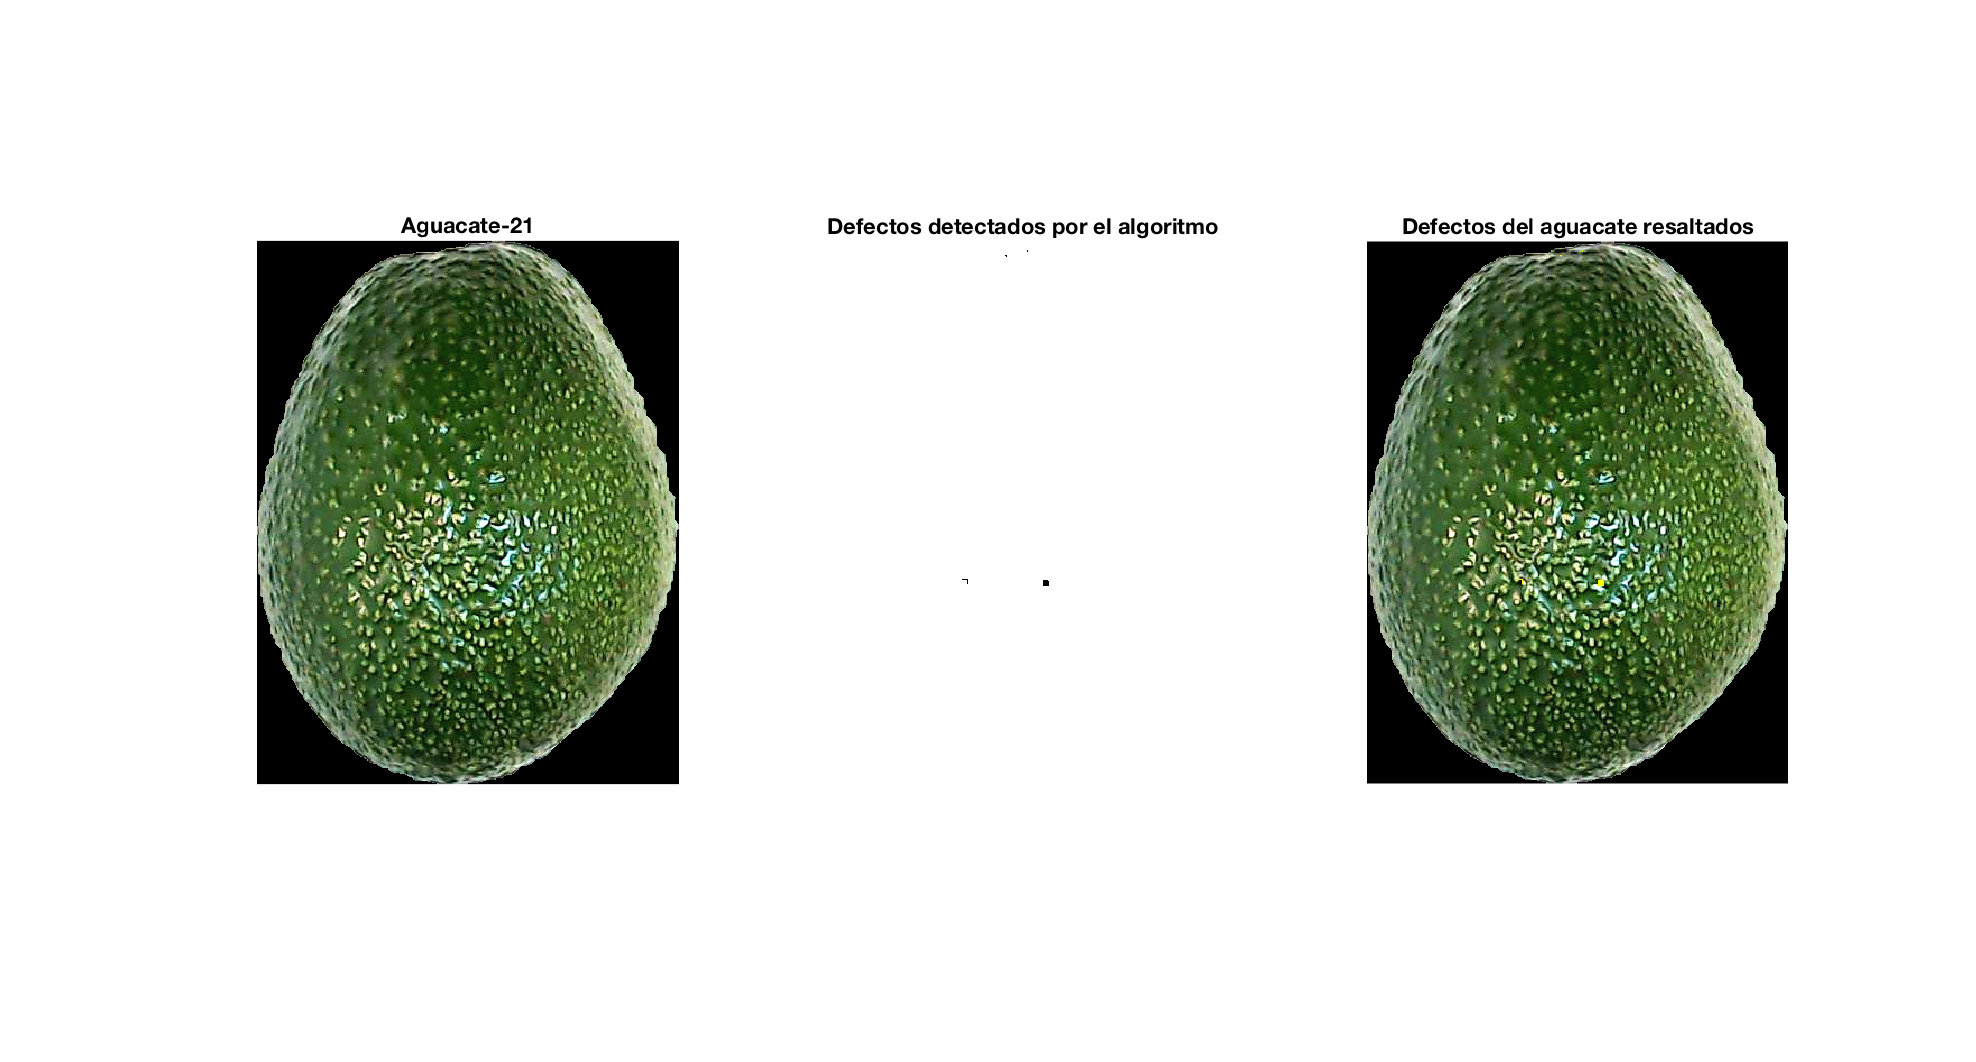 Aguacate-21
Defectos detectados por el algoritmo
Defectos del aguacate resaltados